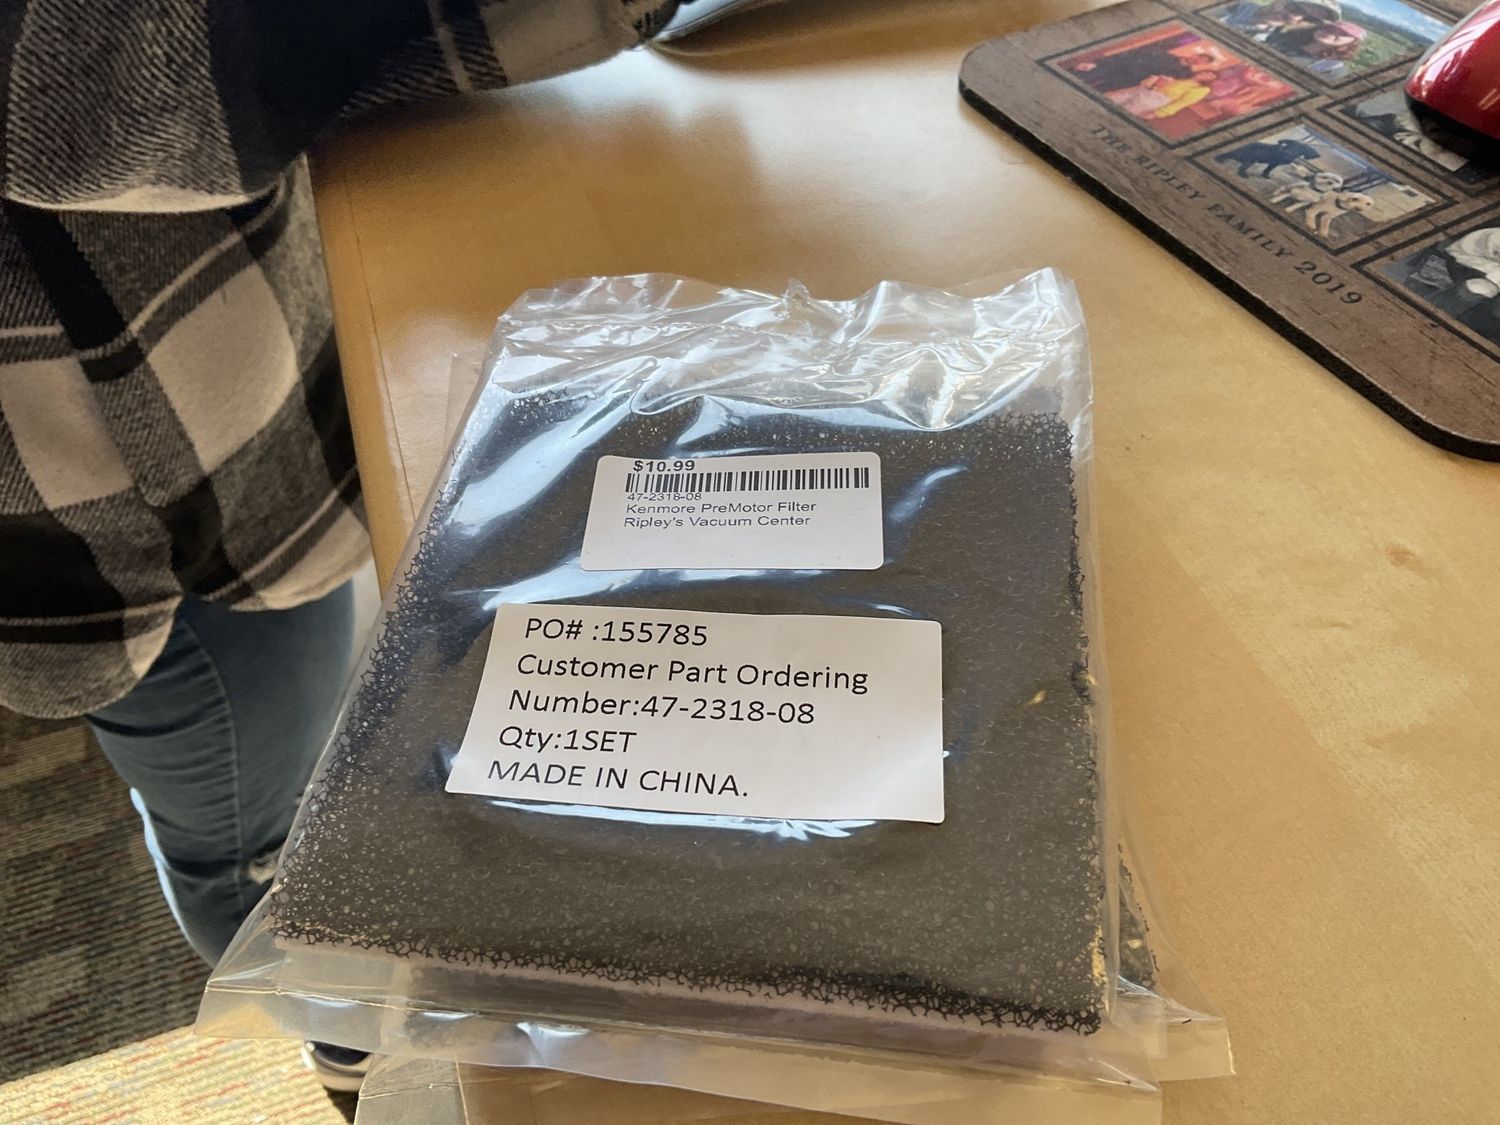 THE RIPLEY FAMILY 2019
$10.99
47-2318-08
Kenmore PreMotor Filter
Ripley's Vacuum Center
PO# :155785
Customer Part Ordering
Number:47-2318-08
Qty:1SET
MADE IN CHINA.